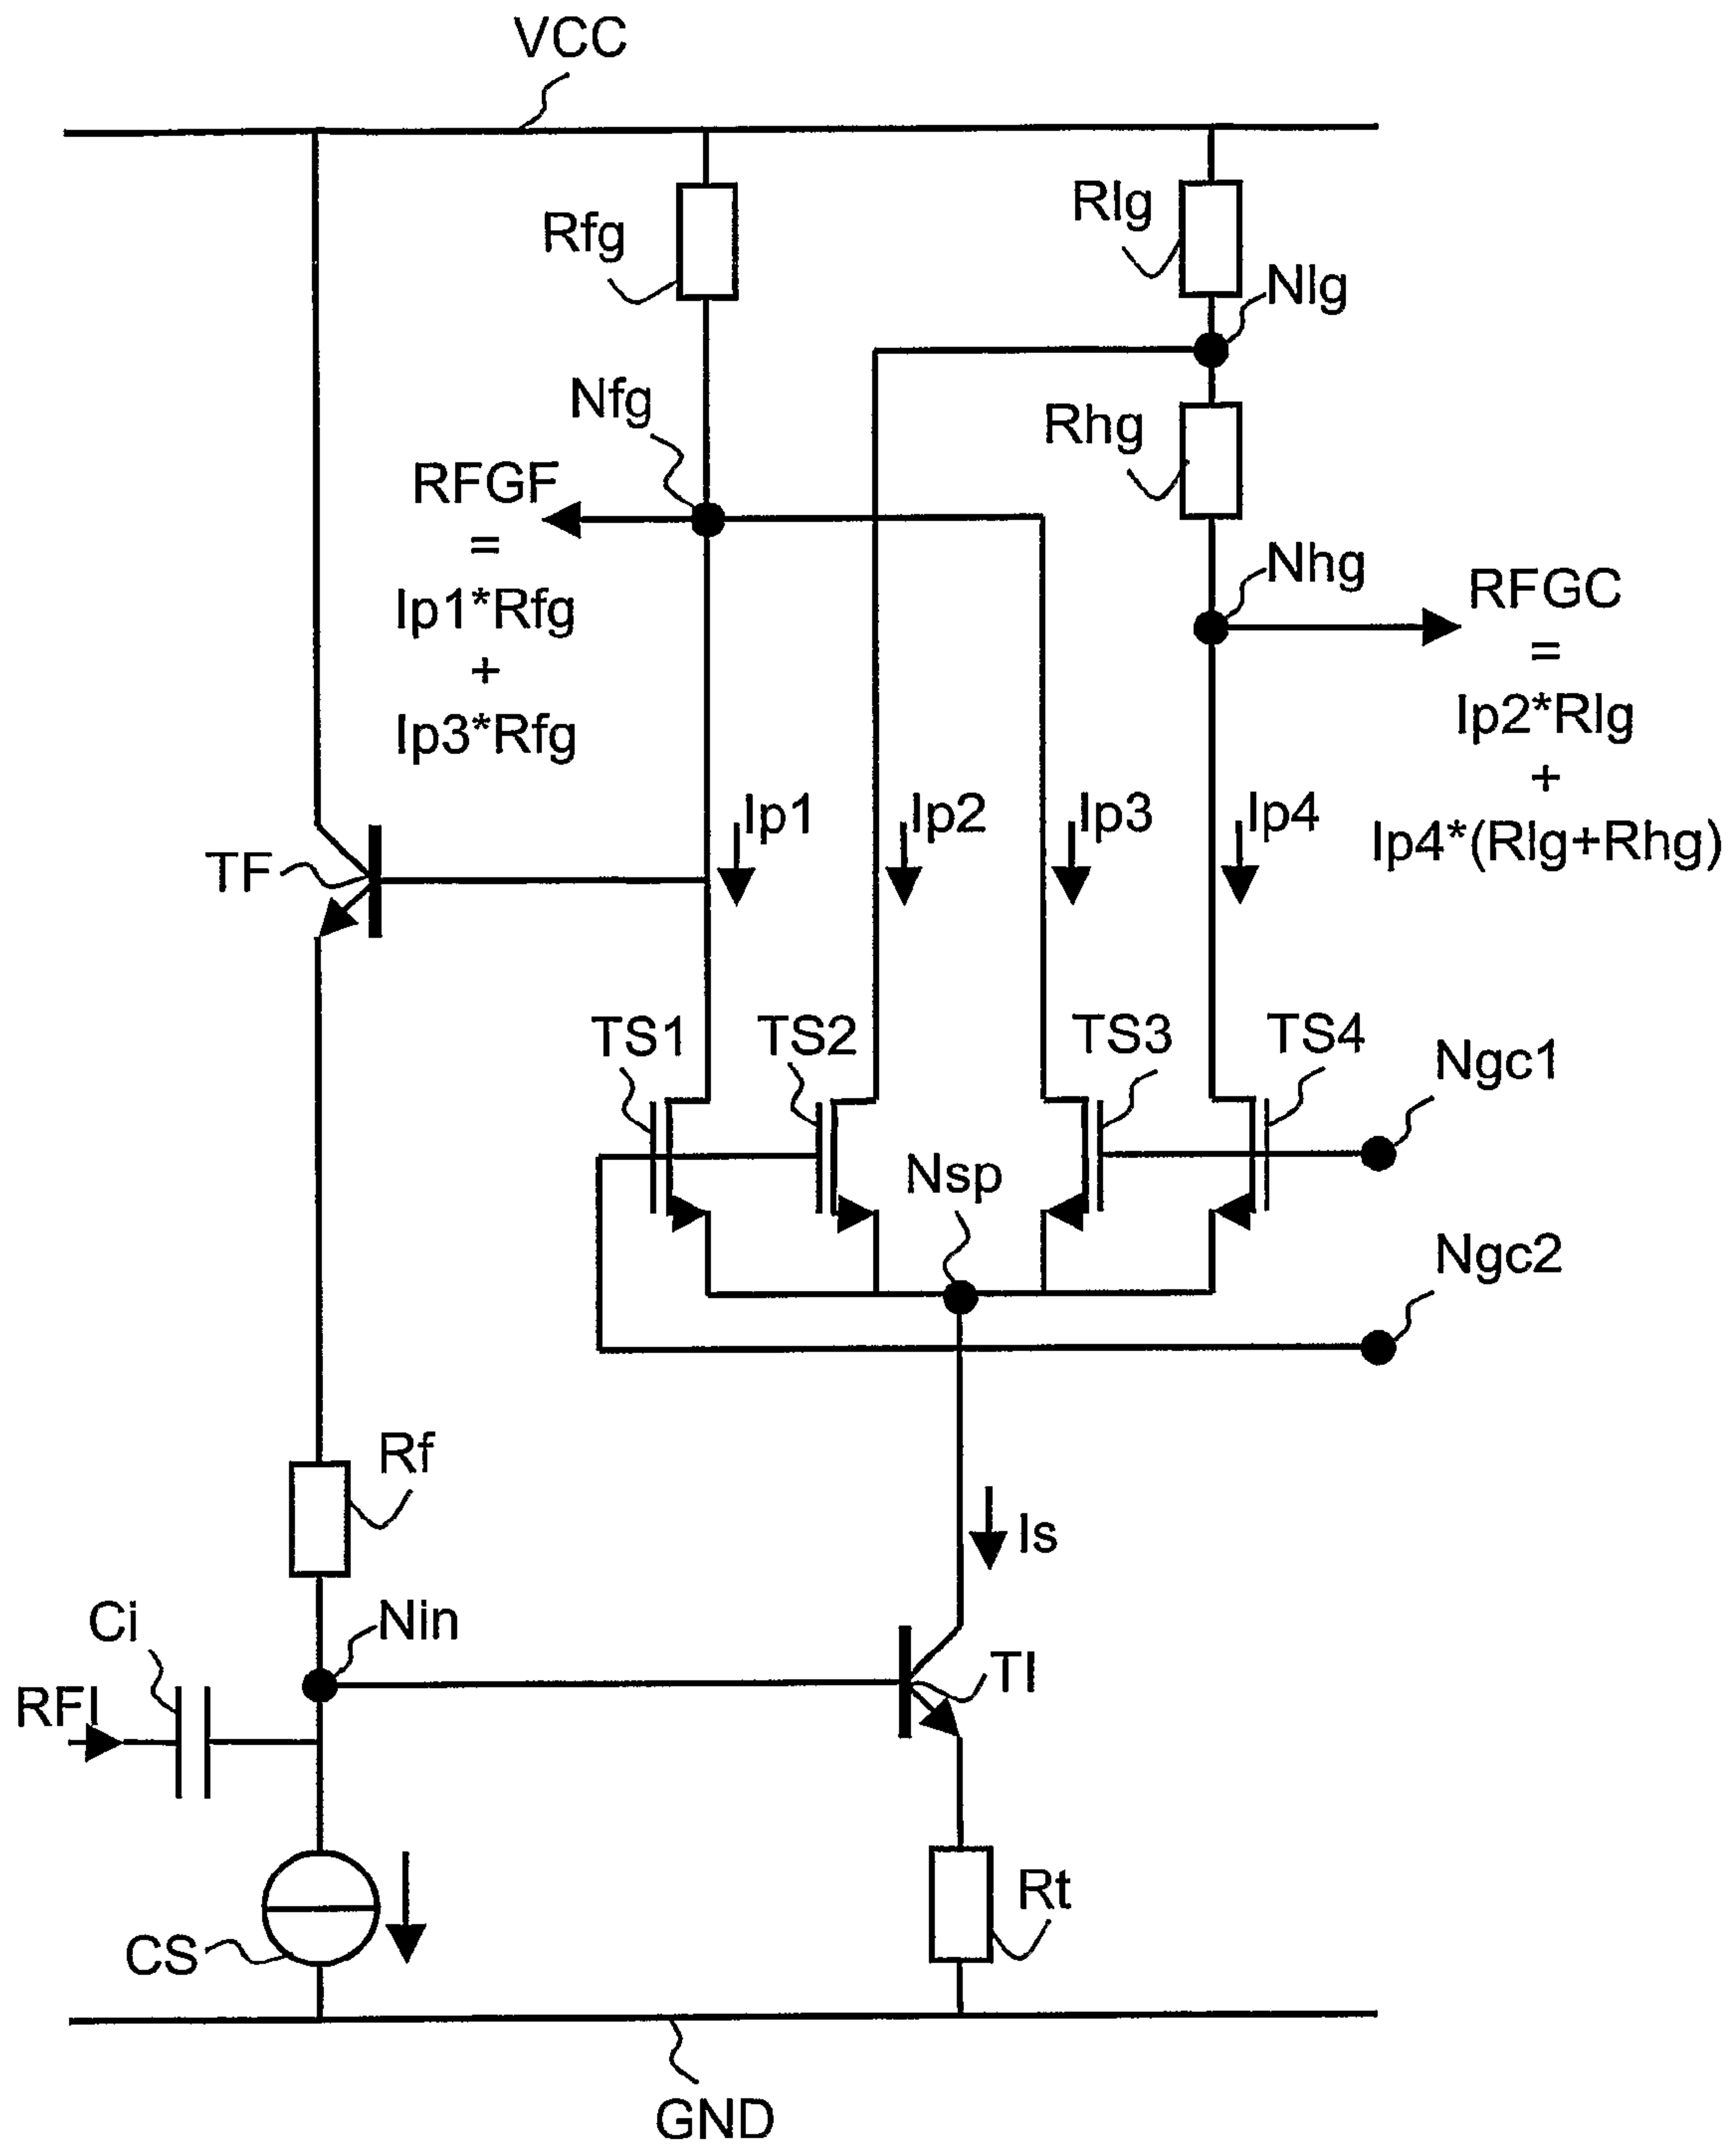 VCC
Rfg
Rlg
Nlg
Nfg
Rhg
RFGF
=
Ip1*Rfg
+
Ip3*Rfg
Nhg
RFGC
=
Ip2*Rlg
+
Ip4*(Rlg+Rhg)
Ip1
Ip2
Ip3
Ip4
TF
TS1
TS2
TS3
TS4
Ngc1
Nsp
Ngc2
Rf
Is
Ci
Nin
RFI
TI
Rt
CS
GND